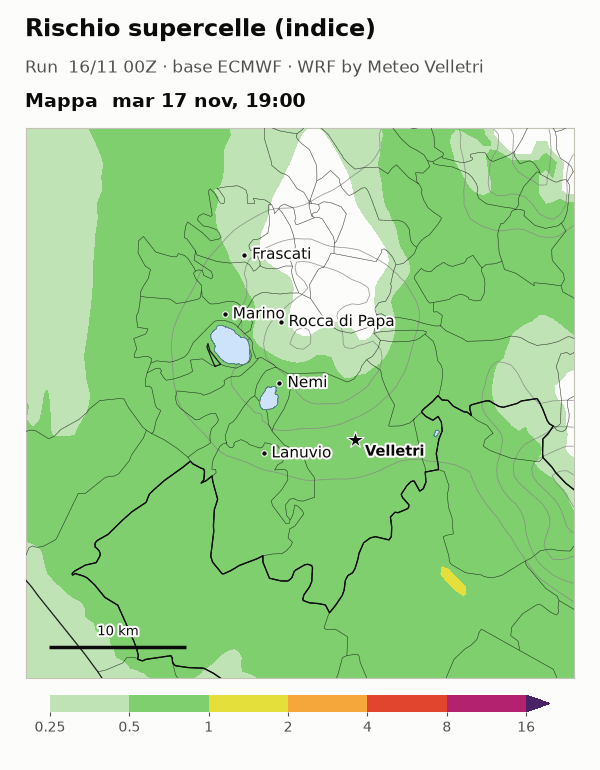 Rischio supercelle (indice)
Run 16/11 00Z · base ECMWF · WRF by Meteo Velletri
Mappa mar 17 nov, 19:00
Frascati
Marino
Rocca di Papa
Nemi
Velletri
Lanuvio
10 km
0.25 0.5 1 2 4 8 16